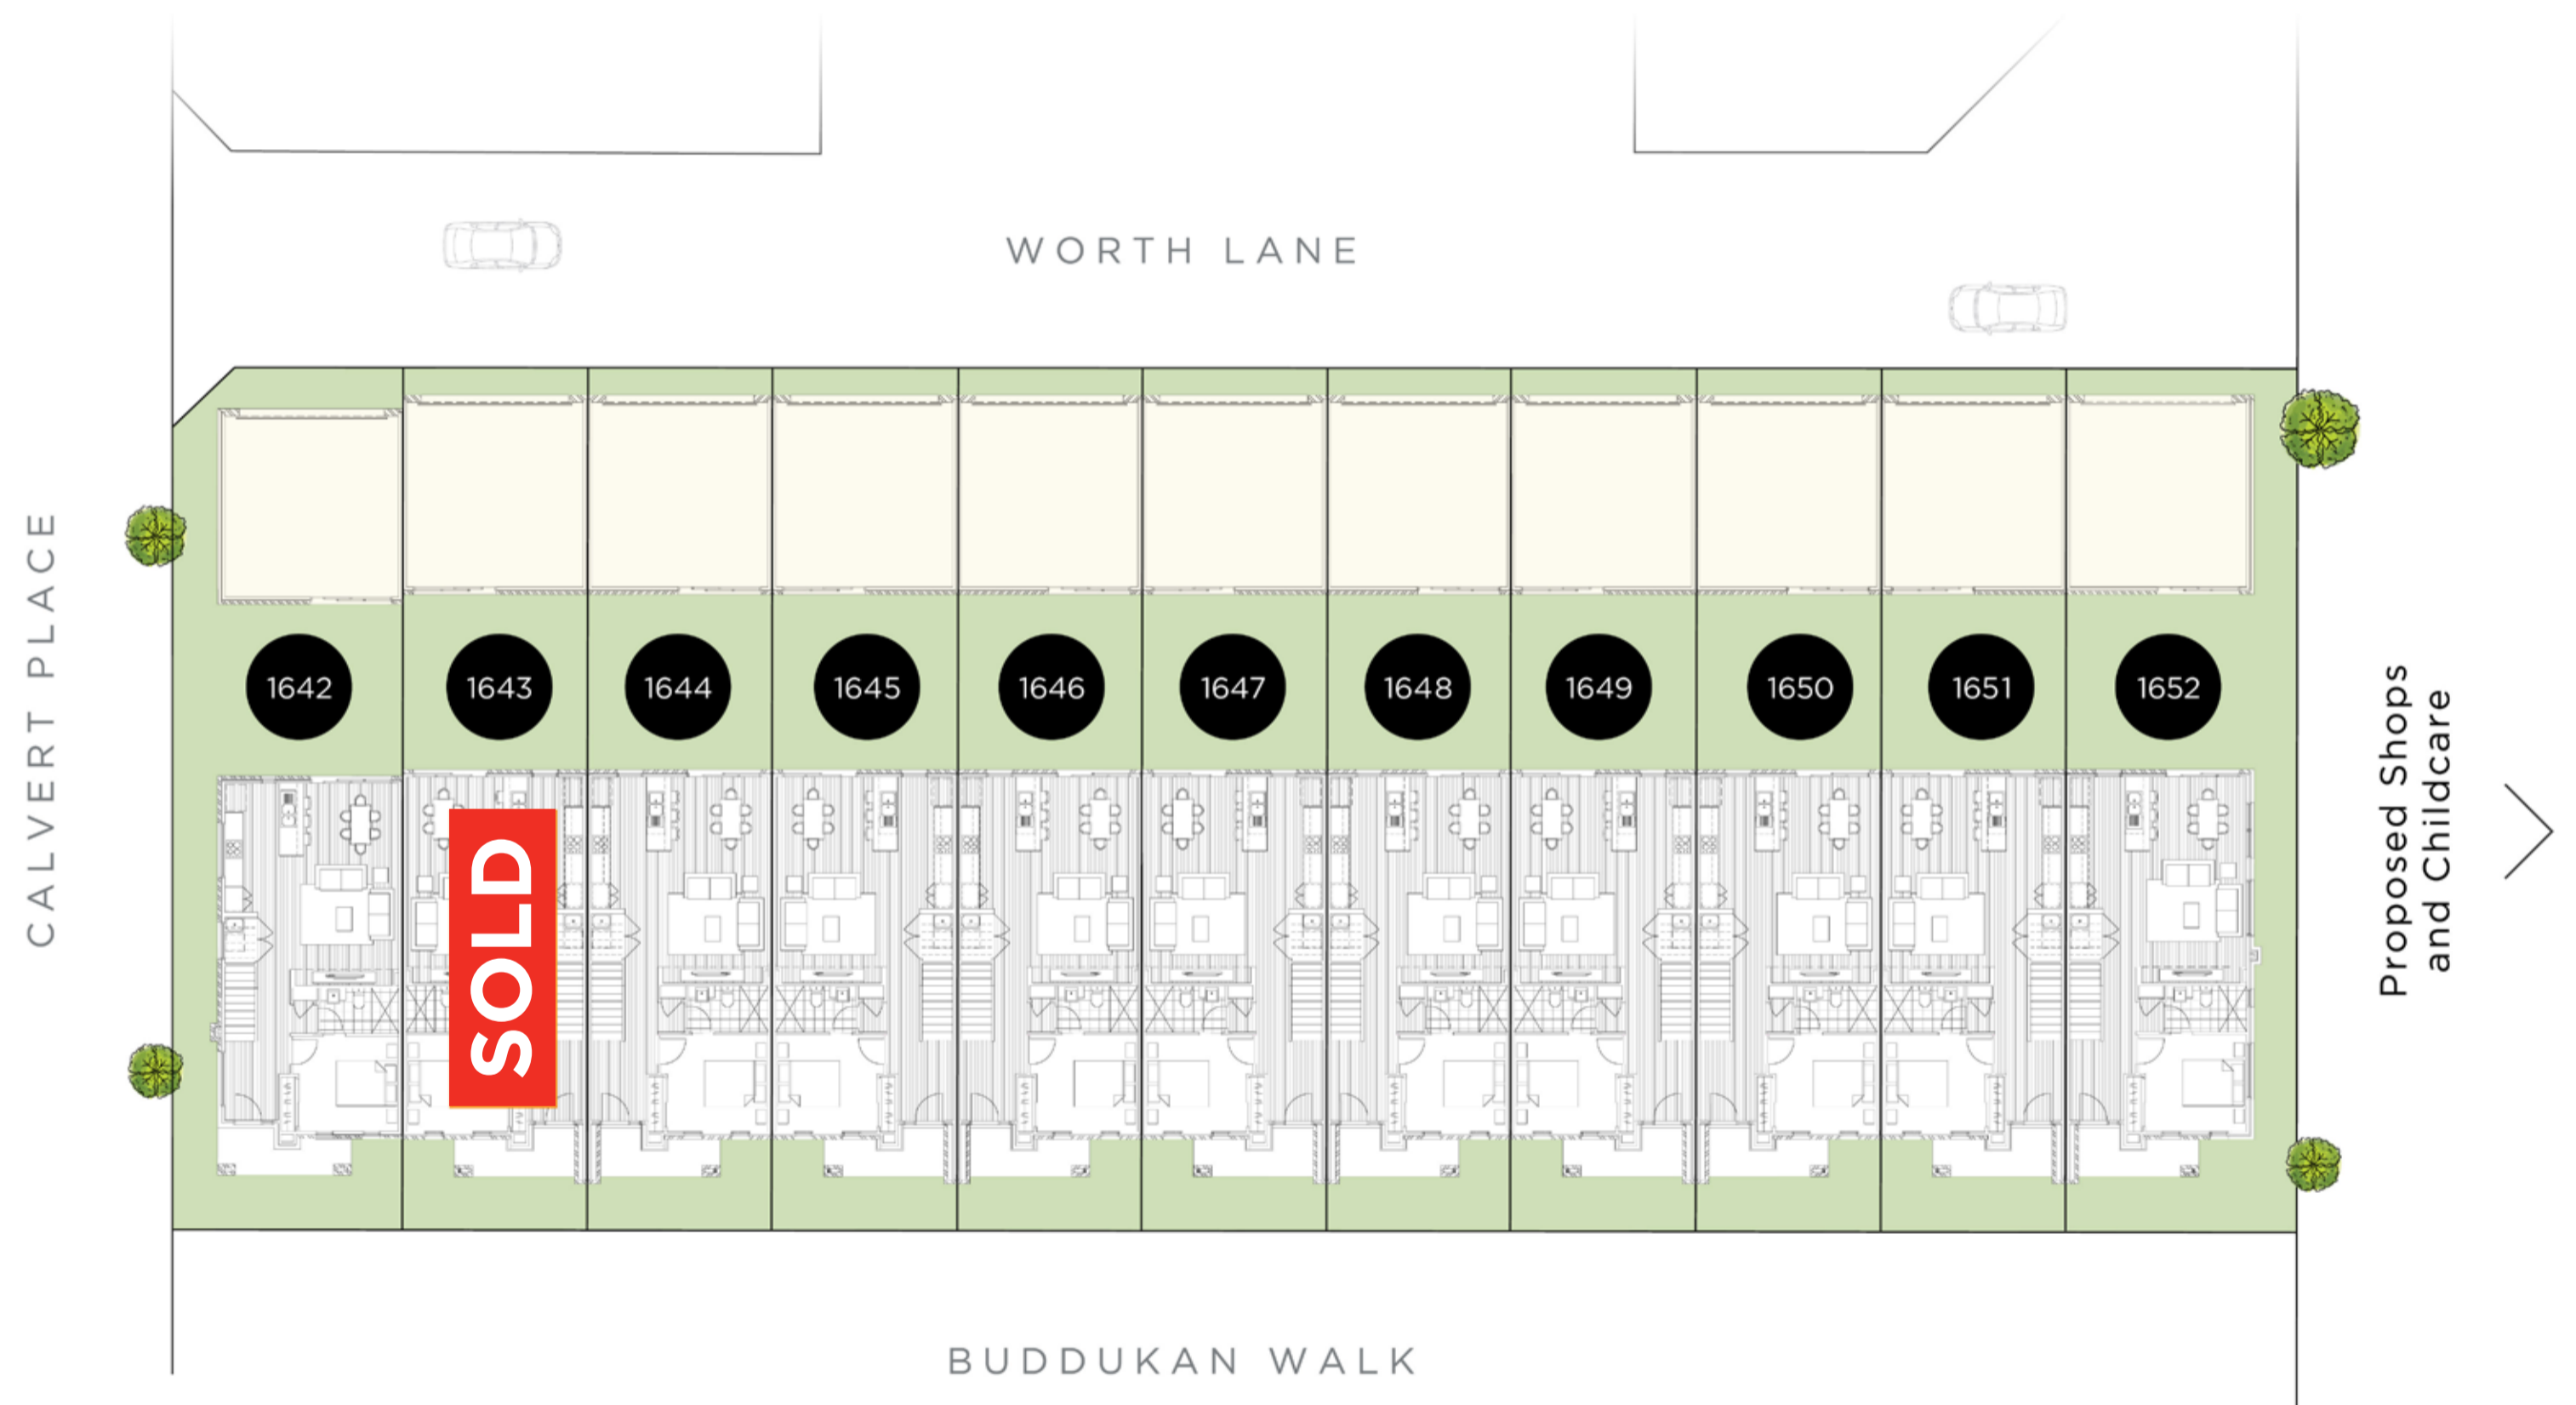 WORTH LANE
CALVERT PLACE
1642
1643
1644
1645
1646
1647
1648
1649
1650
1651
1652
SOLD
Proposed Shops
and Childcare
BUDDUKAN WALK